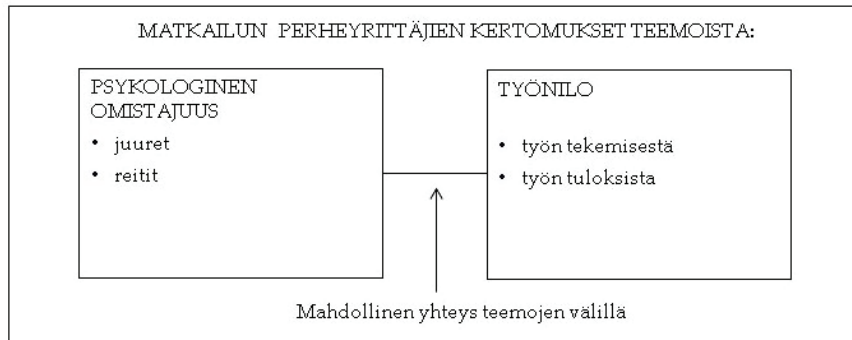 MATKAILUN PERHEYRITTÄJIEN KERTOMUKSET TEEMOISTA:
PSYKOLOGINEN
OMISTAJUUS
• juuret
• reitit
TYÖNILO
• työn tekemisestä
• työn tuloksista
Mahdollinen yhteys teemojen välillä